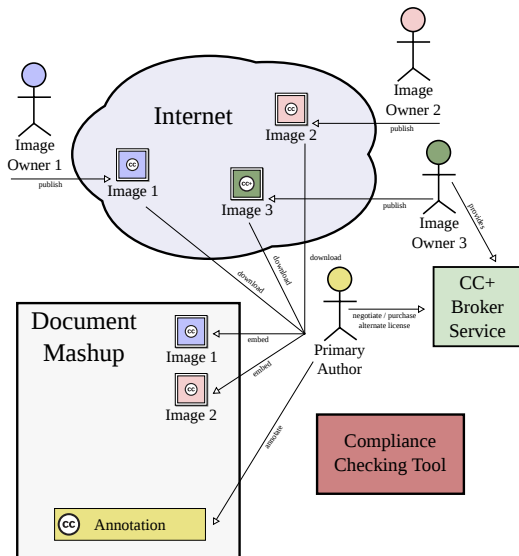 Image
Owner 2
Internet
cc
Image 2
publish
Image
Owner 1
publish
cc
Image 1
cc+
Image 3
publish
Image
Owner 3
provides
download
download
download
CC+
Broker
Service
negotiate / purchase
alternate license
Primary
Author
Document
Mashup
cc
Image 1
embed
cc
Image 2
embed
annotate
Compliance
Checking Tool
cc
Annotation